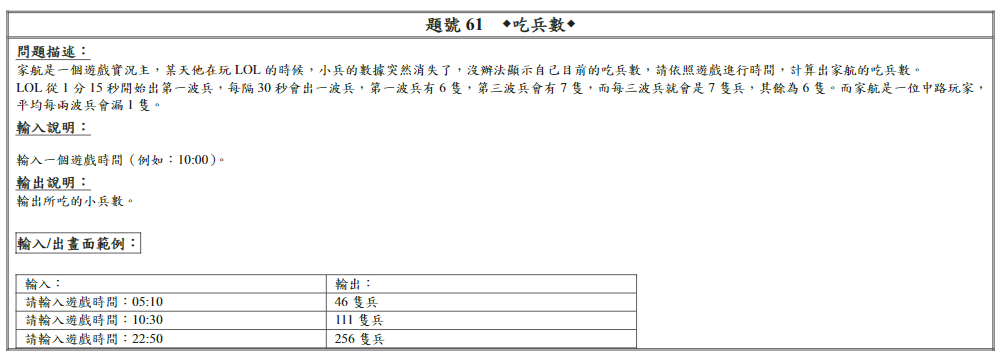 題號 61 ◆吃兵數◆
問題描述：
家航是一個遊戲實況主，某天他在玩 LOL 的時候，小兵的數據突然消失了，沒辦法顯示自己目前的吃兵數，請依照遊戲進行時間，計算出家航的吃兵數。
LOL 從 1 分 15 秒開始出第一波兵，每隔 30 秒會出一波兵，第一波兵有 6 隻，第三波兵會有 7 隻，而每三波兵就會是 7 隻兵，其餘為 6 隻。而家航是一位中路玩家，
平均每兩波兵會漏 1 隻。
輸入說明：
輸入一個遊戲時間（例如：10:00）。
輸出說明：
輸出所吃的小兵數。
輸入/出畫面範例：
輸入： 輸出：
請輸入遊戲時間：05:10 46 隻兵
請輸入遊戲時間：10:30 111 隻兵
請輸入遊戲時間：22:50 256 隻兵